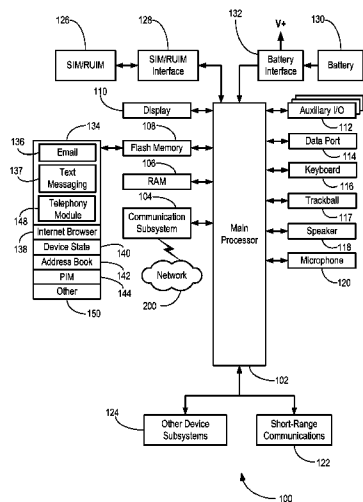 126
128
132
V+
130
SIM/RUIM
SIM/RUIM
Interface
Battery
Interface
Battery
110
Display
Auxiliary I/O
112
134
108
Flash Memory
Data Port
114
136
Email
106
RAM
Keyboard
116
137
Text
Messaging
104
Communication
Subsystem
Main
Processor
Trackball
117
148
Telephony
Module
Speaker
118
Internet Browser
138
Device State
140
Network
200
Microphone
120
Address Book
142
PIM
144
Other
150
102
124
Other Device
Subsystems
Short-Range
Communications
122
100